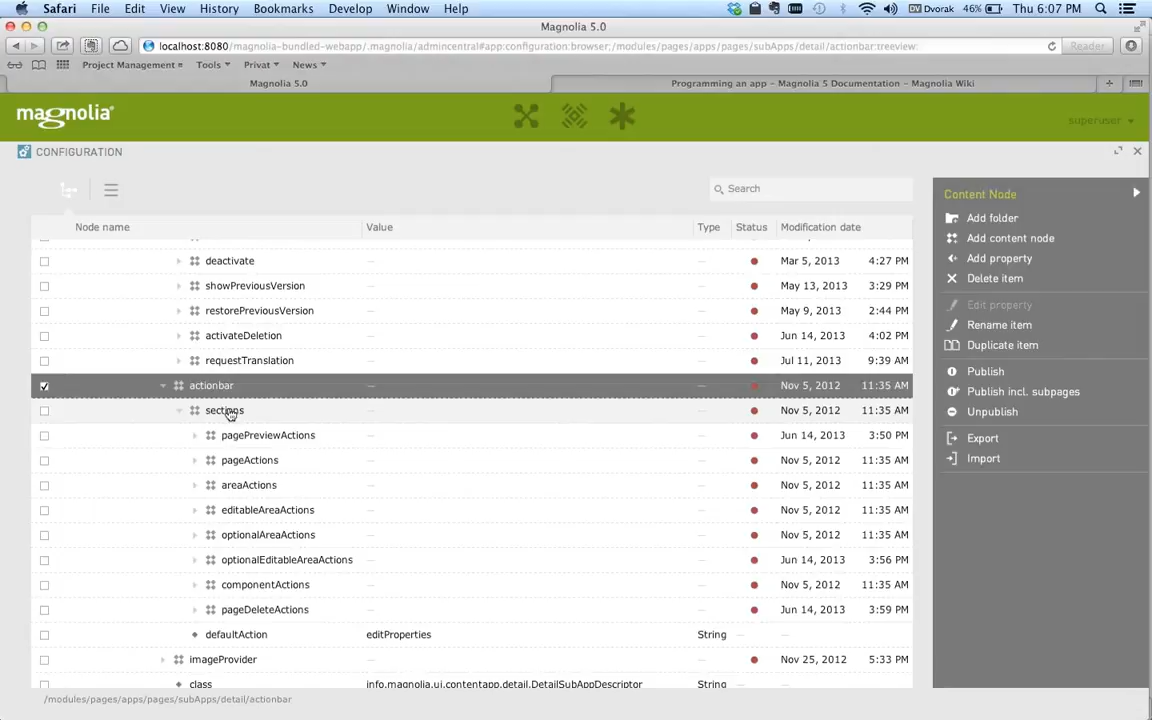 Safari File Edit View History Bookmarks Develop Window Help DV Dvorak 46% Thu 6:07 PM
Magnolia 5.0
localhost:8080/magnolia-bundled-webapp/.magnolia/admincentral#app:configuration:browser;/modules/pages/apps/pages/subApps/detail/actionbar:treeview: Reader
Project Management Tools Privat News
Magnolia 5.0 Programming an app – Magnolia 5 Documentation – Magnolia Wiki
magnolia®
superuser
CONFIGURATION
Search
Content Node
Node name Value Type Status Modification date
Add folder
Add content node
Add property
Delete item
Edit property
Rename item
Duplicate item
Publish
Publish incl. subpages
Unpublish
Export
Import
deactivate – – Mar 5, 2013 4:27 PM
showPreviousVersion – – May 13, 2013 3:29 PM
restorePreviousVersion – – May 9, 2013 2:44 PM
activateDeletion – – Jun 14, 2013 4:02 PM
requestTranslation – – Jul 11, 2013 9:39 AM
actionbar – – Nov 5, 2012 11:35 AM
sections – – Nov 5, 2012 11:35 AM
pagePreviewActions – – Jun 14, 2013 3:50 PM
pageActions – – Nov 5, 2012 11:35 AM
areaActions – – Nov 5, 2012 11:35 AM
editableAreaActions – – Nov 5, 2012 11:35 AM
optionalAreaActions – – Nov 5, 2012 11:35 AM
optionalEditableAreaActions – – Jun 14, 2013 3:56 PM
componentActions – – Nov 5, 2012 11:35 AM
pageDeleteActions – – Jun 14, 2013 3:59 PM
defaultAction editProperties String – –
imageProvider – – Nov 25, 2012 5:33 PM
class info.magnolia.ui.contentapp.detail.DetailSubAppDescriptor String – –
/modules/pages/apps/pages/subApps/detail/actionbar